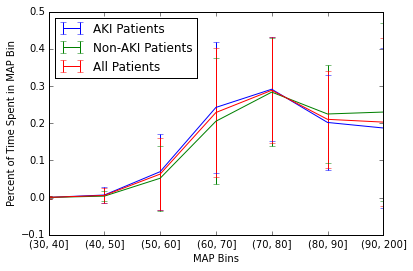 0.5
AKI Patients
Non-AKI Patients
All Patients
0.4
0.3
0.2
0.1
0.0
−0.1
Percent of Time Spent in MAP Bin
(30, 40] (40, 50] (50, 60] (60, 70] (70, 80] (80, 90] (90, 200]
MAP Bins